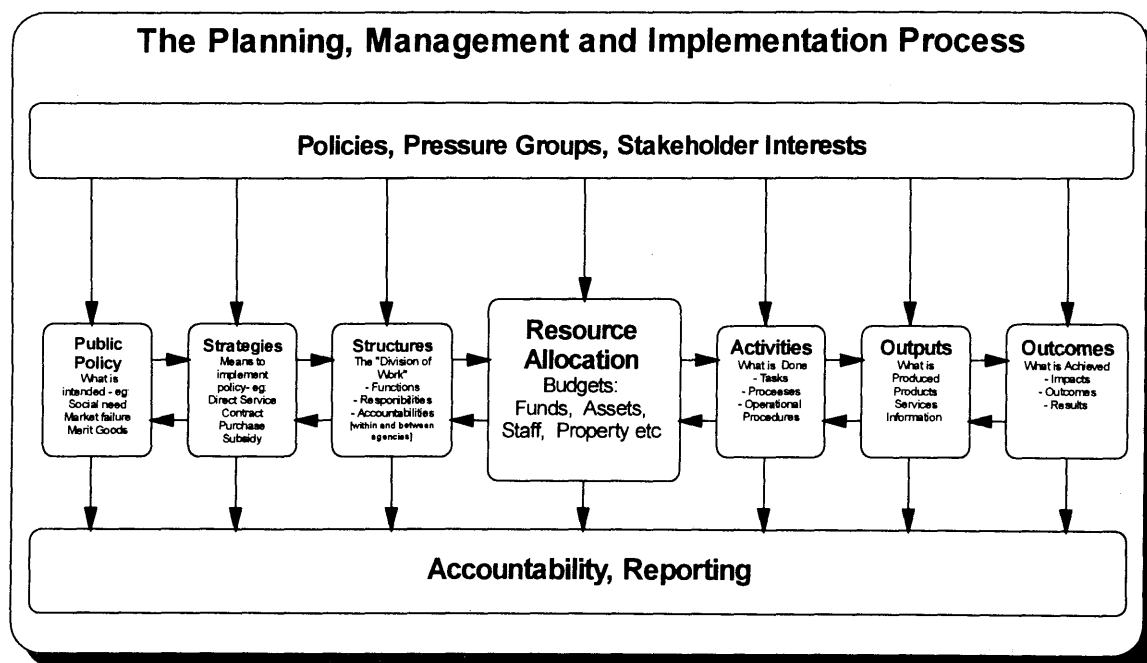 The Planning, Management and Implementation Process
Policies, Pressure Groups, Stakeholder Interests
Public
Policy
What is
intended - eg:
Social need
Market failure
Merit Goods
Strategies
Means to
implement
policy- eg:
Direct Service
Contract
Purchase
Subsidy
Structures
The "Division of
Work"
- Functions
- Responibilities
- Accountabilities
[within and between
agencies]
Resource
Allocation
Budgets:
Funds, Assets,
Staff, Property etc
Activities
What is Done
- Tasks
- Processes
- Operational
Procedures
Outputs
What is
Produced
Products
Services
Information
Outcomes
What is Achieved
- Impacts
- Outcomes
- Results
Accountability, Reporting